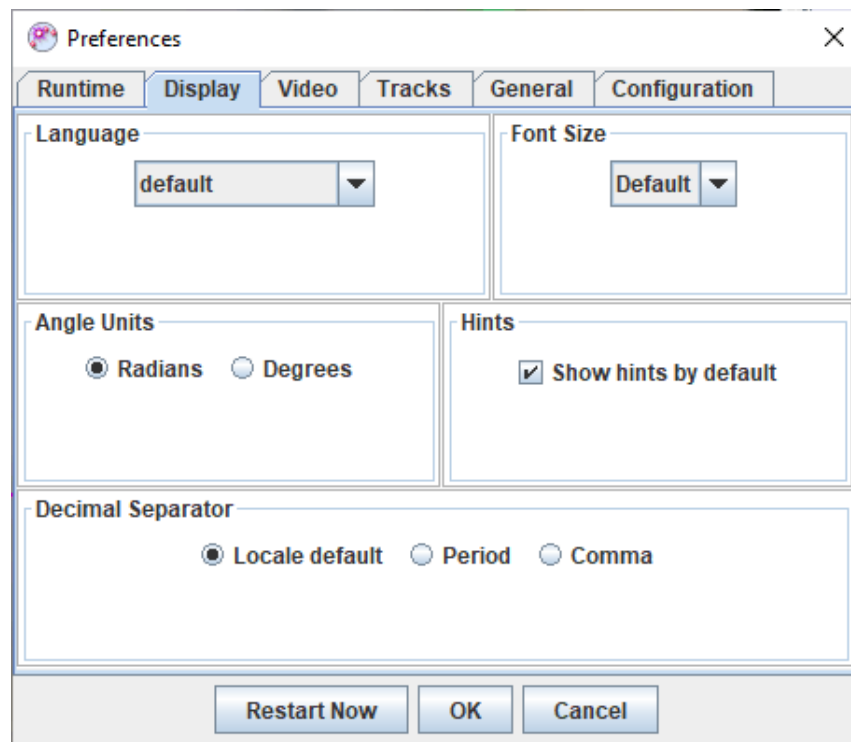 Preferences
Runtime Display Video Tracks General Configuration
Language Font Size
default Default
Angle Units Hints
Radians Degrees Show hints by default
Decimal Separator
Locale default Period Comma
Restart Now OK Cancel